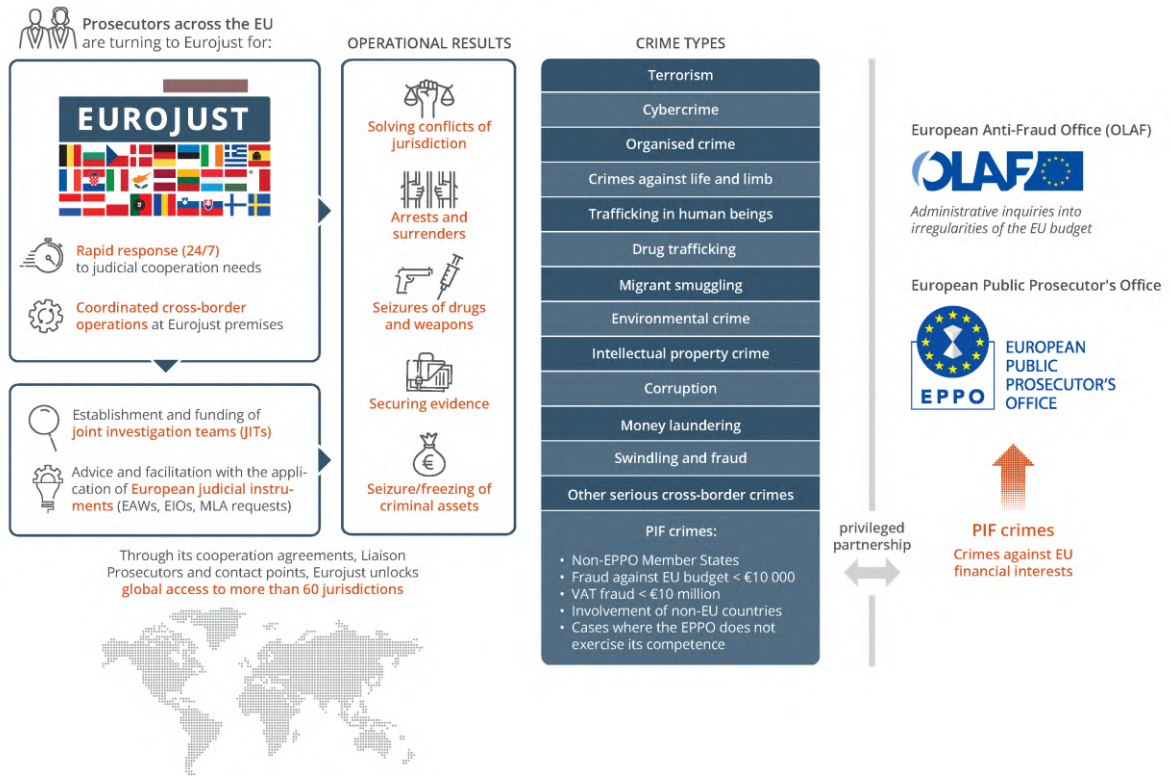 Prosecutors across the EU
are turning to Eurojust for:
EUROJUST
Rapid response (24/7)
to judicial cooperation needs
Coordinated cross-border
operations at Eurojust premises
Establishment and funding of
joint investigation teams (JITs)
Advice and facilitation with the appli-
cation of European judicial instru-
ments (EAWs, EIOs, MLA requests)
Through its cooperation agreements, Liaison
Prosecutors and contact points, Eurojust unlocks
global access to more than 60 jurisdictions
OPERATIONAL RESULTS
Solving conflicts of
jurisdiction
Arrests and
surrenders
Seizures of drugs
and weapons
Securing evidence
€
Seizure/freezing of
criminal assets
CRIME TYPES
Terrorism
Cybercrime
Organised crime
Crimes against life and limb
Trafficking in human beings
Drug trafficking
Migrant smuggling
Environmental crime
Intellectual property crime
Corruption
Money laundering
Swindling and fraud
Other serious cross-border crimes
PIF crimes:
• Non-EPPO Member States
• Fraud against EU budget < €10 000
• VAT fraud < €10 million
• Involvement of non-EU countries
• Cases where the EPPO does not
exercise its competence
privileged
partnership
European Anti-Fraud Office (OLAF)
OLAF
Administrative inquiries into
irregularities of the EU budget
European Public Prosecutor's Office
EPPO
EUROPEAN
PUBLIC
PROSECUTOR'S
OFFICE
PIF crimes
Crimes against EU
financial interests